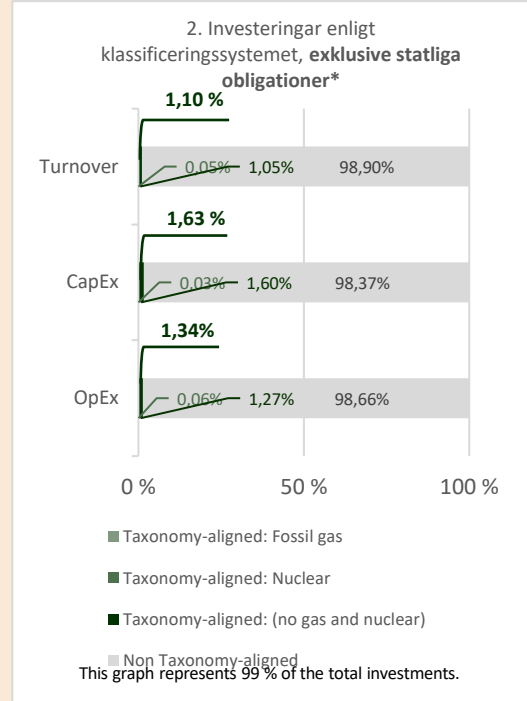 2. Investeringar enligt
klassificeringssystemet, exklusive statliga
obligationer*
1,10 %
Turnover 0,05% 1,05% 98,90%
1,63 %
CapEx 0,03% 1,60% 98,37%
1,34%
OpEx 0,06% 1,27% 98,66%
0 % 50 % 100 %
Taxonomy-aligned: Fossil gas
Taxonomy-aligned: Nuclear
Taxonomy-aligned: (no gas and nuclear)
Non Taxonomy-aligned
This graph represents 99 % of the total investments.